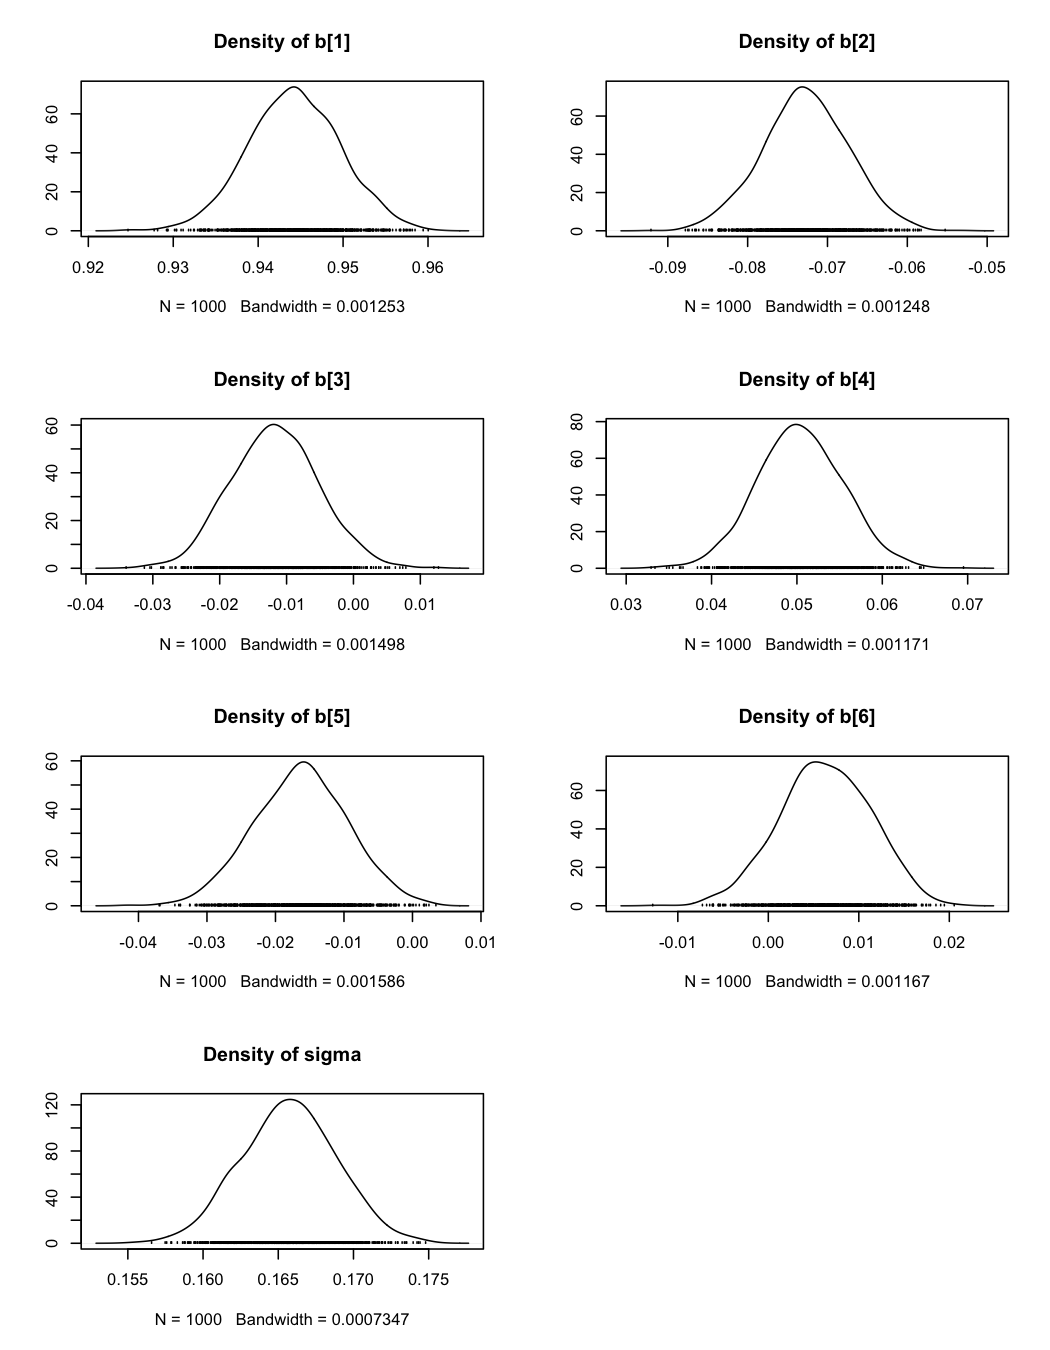 Density of b[1]
60
40
20
0
0.92 0.93 0.94 0.95 0.96
N = 1000 Bandwidth = 0.001253
Density of b[2]
60
40
20
0
-0.09 -0.08 -0.07 -0.06 -0.05
N = 1000 Bandwidth = 0.001248
Density of b[3]
60
40
20
0
-0.04 -0.03 -0.02 -0.01 0.00 0.01
N = 1000 Bandwidth = 0.001498
Density of b[4]
80
60
40
20
0
0.03 0.04 0.05 0.06 0.07
N = 1000 Bandwidth = 0.001171
Density of b[5]
60
40
20
0
-0.04 -0.03 -0.02 -0.01 0.00 0.01
N = 1000 Bandwidth = 0.001586
Density of b[6]
60
40
20
0
-0.01 0.00 0.01 0.02
N = 1000 Bandwidth = 0.001167
Density of sigma
120
80
40
0
0.155 0.160 0.165 0.170 0.175
N = 1000 Bandwidth = 0.0007347